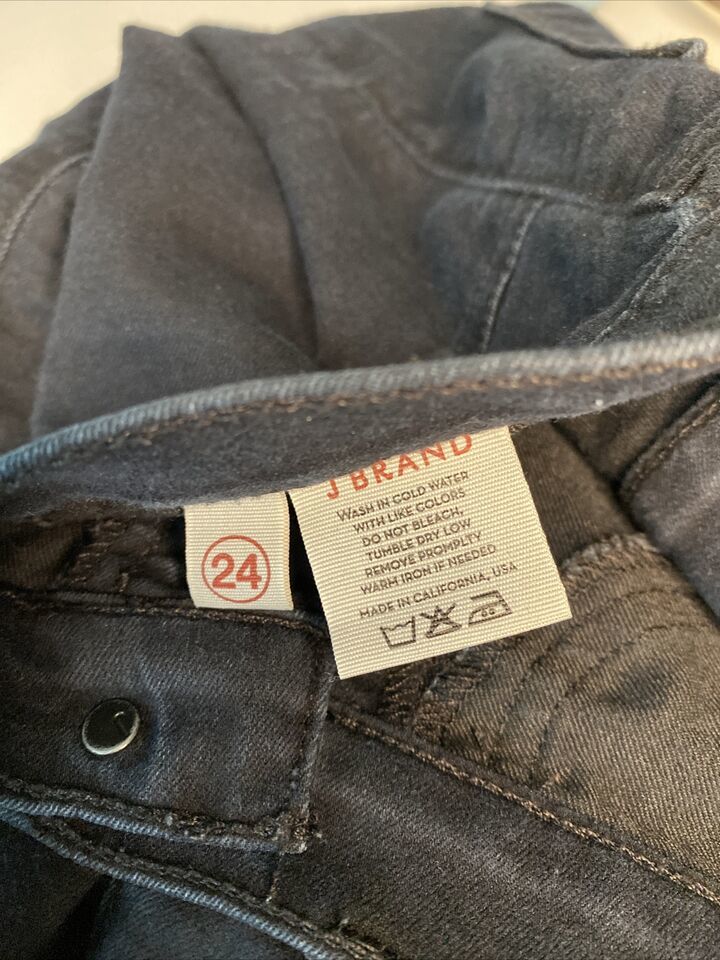 J BRAND
WASH IN COLD WATER
WITH LIKE COLORS
DO NOT BLEACH,
TUMBLE DRY LOW
REMOVE PROMPLTY
WARM IRON IF NEEDED
MADE IN CALIFORNIA, USA
24